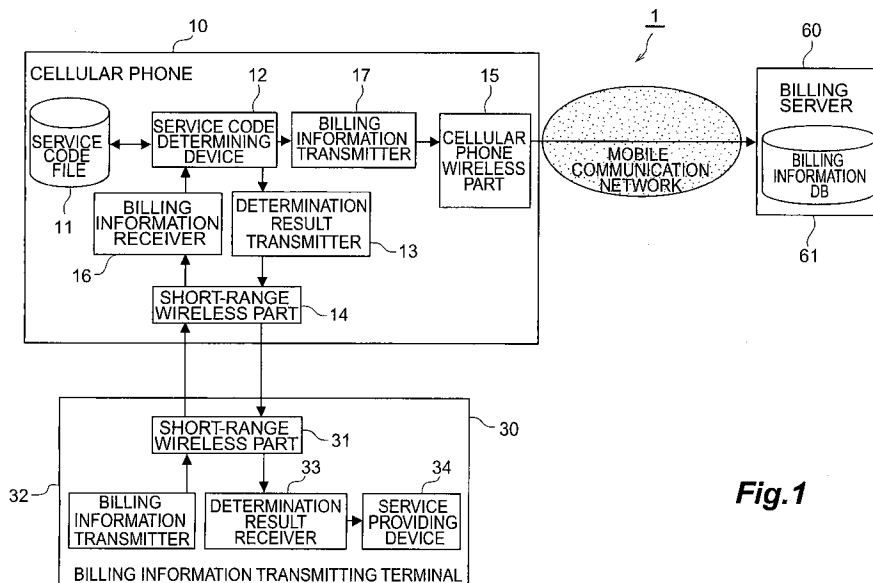 1
10
60
CELLULAR PHONE
12
17
15
BILLING
SERVER
SERVICE
CODE
FILE
SERVICE CODE
DETERMINING
DEVICE
BILLING
INFORMATION
TRANSMITTER
CELLULAR
PHONE
WIRELESS
PART
MOBILE
COMMUNICATION
NETWORK
BILLING
INFORMATION
DB
11
BILLING
INFORMATION
RECEIVER
DETERMINATION
RESULT
TRANSMITTER
16
13
61
SHORT-RANGE
WIRELESS PART
14
SHORT-RANGE
WIRELESS PART
31
30
32
33
34
BILLING
INFORMATION
TRANSMITTER
DETERMINATION
RESULT
RECEIVER
SERVICE
PROVIDING
DEVICE
BILLING INFORMATION TRANSMITTING TERMINAL
Fig.1